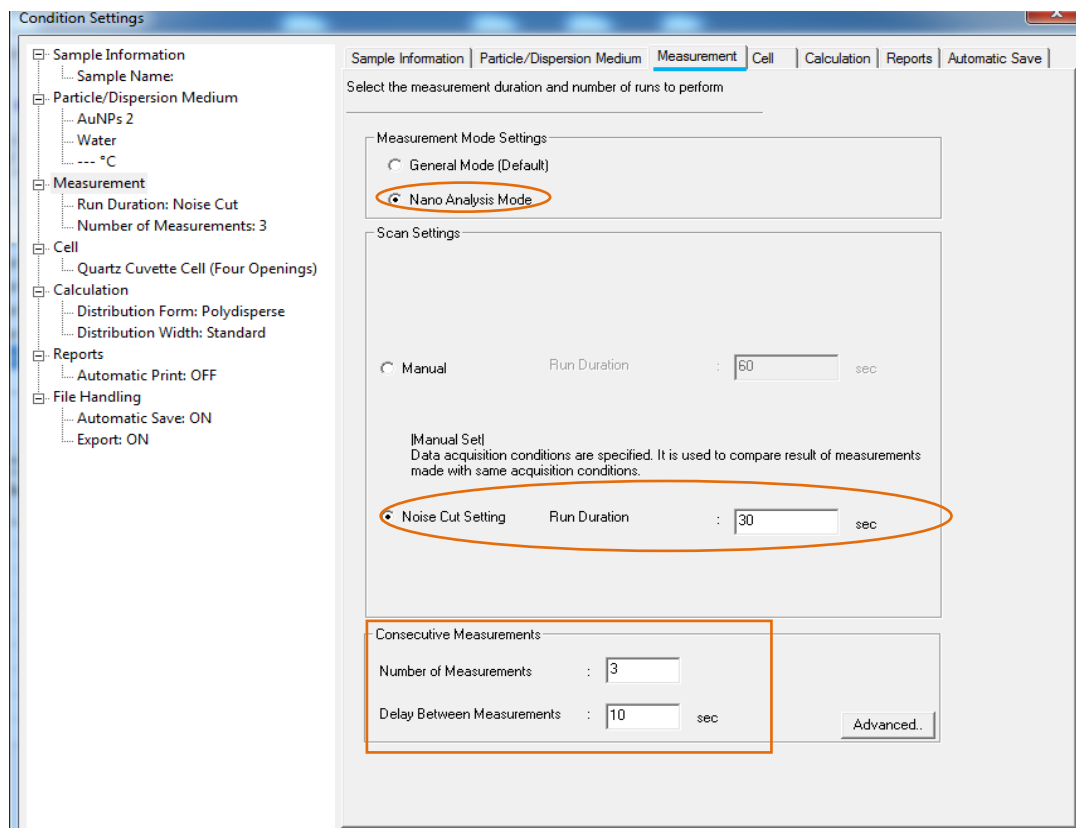 Condition Settings
Sample Information
Sample Name:
Particle/Dispersion Medium
AuNPs 2
Water
--- °C
Measurement
Run Duration: Noise Cut
Number of Measurements: 3
Cell
Quartz Cuvette Cell (Four Openings)
Calculation
Distribution Form: Polydisperse
Distribution Width: Standard
Reports
Automatic Print: OFF
File Handling
Automatic Save: ON
Export: ON
Sample Information Particle/Dispersion Medium Measurement Cell Calculation Reports Automatic Save
Select the measurement duration and number of runs to perform
Measurement Mode Settings
General Mode (Default)
Nano Analysis Mode
Scan Settings
Manual Run Duration : 60 sec
|Manual Set|
Data acquisition conditions are specified. It is used to compare result of measurements
made with same acquisition conditions.
Noise Cut Setting Run Duration : 30 sec
Consecutive Measurements
Number of Measurements : 3
Delay Between Measurements : 10 sec
Advanced..